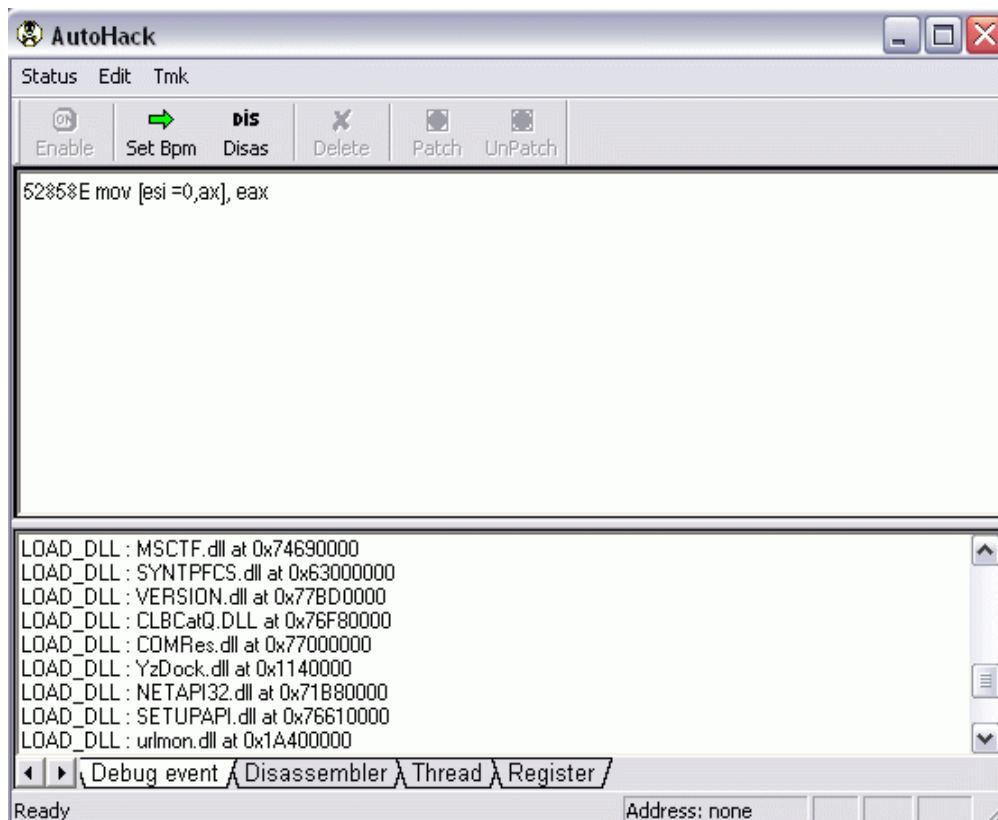 AutoHack
Status Edit Tmk
Enable Set Bpm Disas Delete Patch UnPatch
52858E mov [esi =0,ax], eax
LOAD_DLL : MSCTF.dll at 0x74690000
LOAD_DLL : SYNTPFCS.dll at 0x63000000
LOAD_DLL : VERSION.dll at 0x77BD0000
LOAD_DLL : CLBCatQ.DLL at 0x76F80000
LOAD_DLL : COMRes.dll at 0x77000000
LOAD_DLL : YzDock.dll at 0x1140000
LOAD_DLL : NETAPI32.dll at 0x71B80000
LOAD_DLL : SETUPAPI.dll at 0x76610000
LOAD_DLL : urlmon.dll at 0x1A400000
Debug event Disassembler Thread Register
Ready Address: none